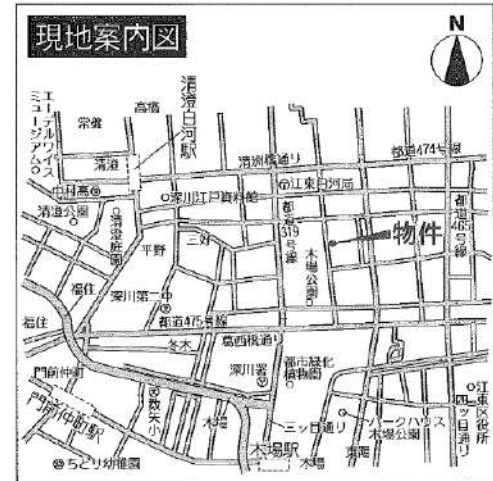 現地案内図
N
エーデルワイス
ミュージアム
常盤
高橋
清澄白河駅
清澄
清洲橋通り
都道474号線
中村高
深川江戸資料館
江東白河局
清澄公園
清澄庭園
都道319号線
都道465号線
物件
三好
平野
木場公園
福住
深川第二中
福住
都道475号線
葛西橋通り
冬木
門前仲町
深川署
都市緑化
植物園
門前仲町駅
数矢小
木場
三ッ目通り
パークハウス
木場公園
江東区役所
四ッ目通り
木場駅
ちどり幼稚園
木場
東陽